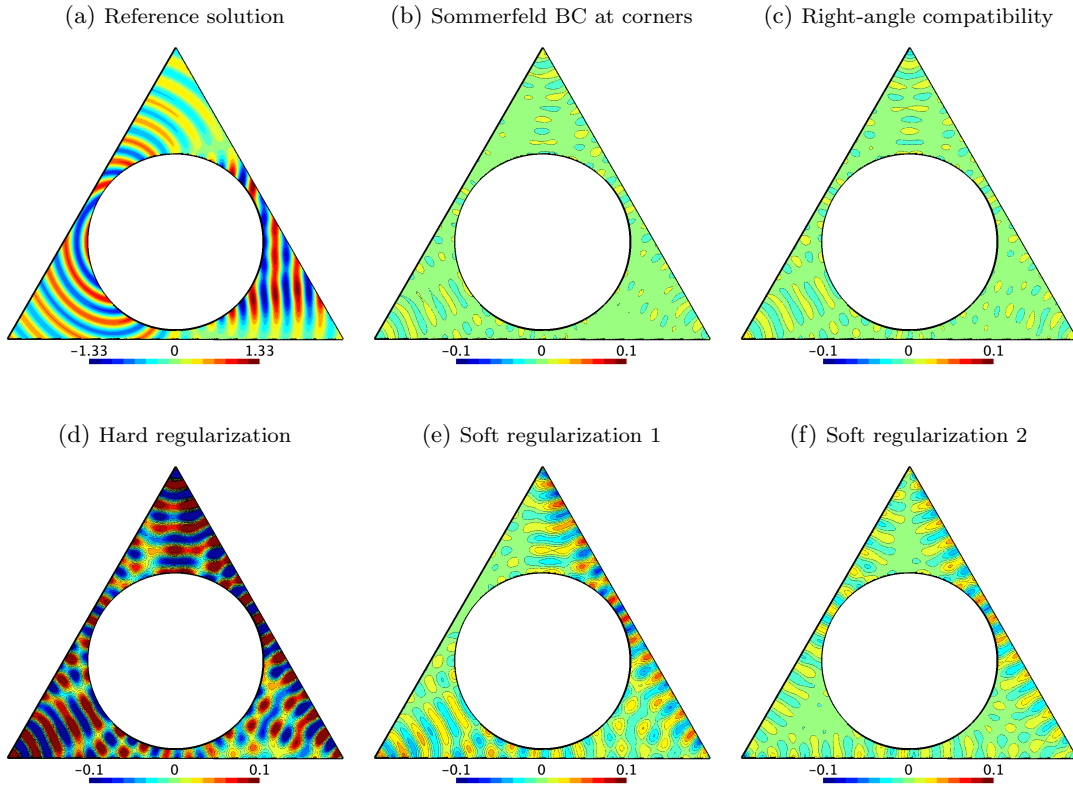 (a) Reference solution
(b) Sommerfeld BC at corners
(c) Right-angle compatibility
−1.33 0 1.33
−0.1 0 0.1
−0.1 0 0.1
(d) Hard regularization
(e) Soft regularization 1
(f) Soft regularization 2
−0.1 0 0.1
−0.1 0 0.1
−0.1 0 0.1